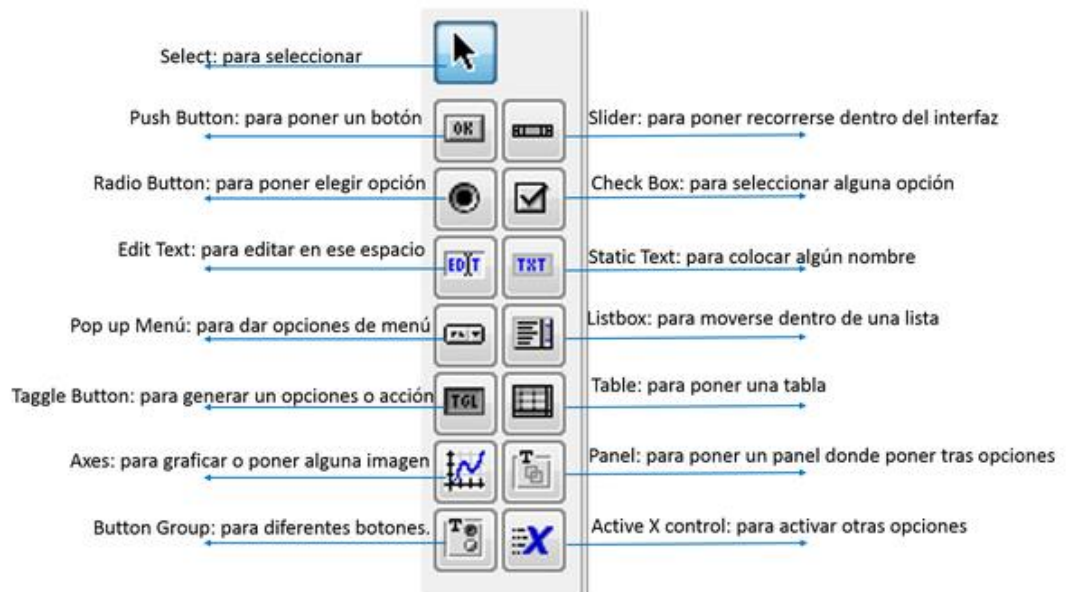 Select: para seleccionar
Push Button: para poner un botón
OK
Slider: para poner recorrerse dentro del interfaz
Radio Button: para poner elegir opción
Check Box: para seleccionar alguna opción
Edit Text: para editar en ese espacio
EDIT
TXT
Static Text: para colocar algún nombre
Pop up Menú: para dar opciones de menú
Listbox: para moverse dentro de una lista
Taggle Button: para generar un opciones o acción
TGL
Table: para poner una tabla
Axes: para graficar o poner alguna imagen
T
Panel: para poner un panel donde poner tras opciones
Button Group: para diferentes botones.
T
X
Active X control: para activar otras opciones